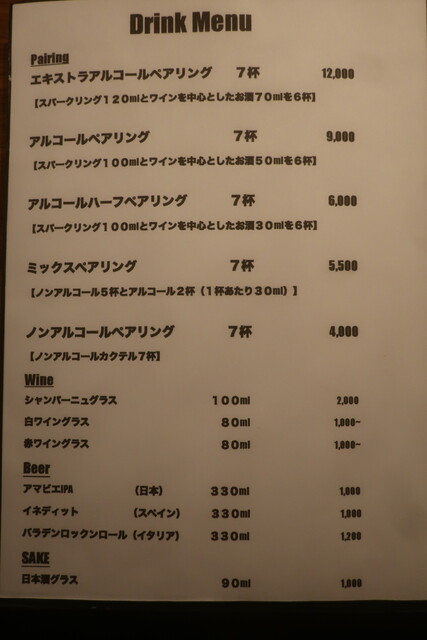 Drink Menu
Pairing
エキストラアルコールペアリング 7杯 12,000
［スパークリング120mlとワインを中心としたお酒70mlを6杯］
アルコールペアリング 7杯 9,000
［スパークリング100mlとワインを中心としたお酒50mlを6杯］
アルコールハーフペアリング 7杯 6,000
［スパークリング100mlとワインを中心としたお酒30mlを6杯］
ミックスペアリング 7杯 5,500
［ノンアルコール5杯とアルコール2杯（1杯あたり30ml）］
ノンアルコールペアリング 7杯 4,000
［ノンアルコールカクテル7杯］
Wine
シャンパーニュグラス 100ml 2,000
白ワイングラス 80ml 1,000~
赤ワイングラス 80ml 1,000~
Beer
アマビエIPA （日本） 330ml 1,000
イネディット （スペイン） 330ml 1,000
バラデンロックンロール（イタリア） 330ml 1,200
SAKE
日本酒グラス 90ml 1,000